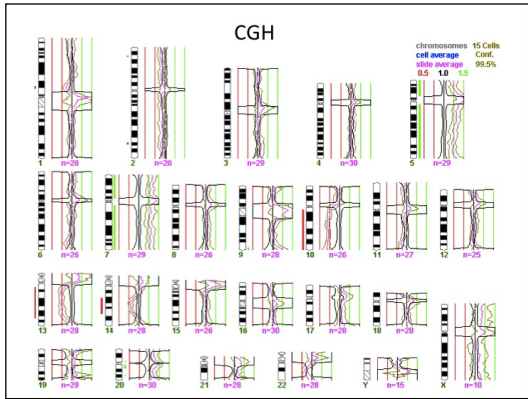 CGH
chromosomes 15 Cells
cell average Conf.
slide average 99.5%
0.5 1.0 1.5
1 n=26
2 n=26
3 n=29
4 n=30
5 n=29
6 n=26
7 n=29
8 n=26
9 n=28
10 n=26
11 n=27
12 n=25
13 n=28
14 n=28
15 n=26
16 n=30
17 n=28
18 n=28
19 n=29
20 n=30
21 n=28
22 n=28
Y n=15
X n=10